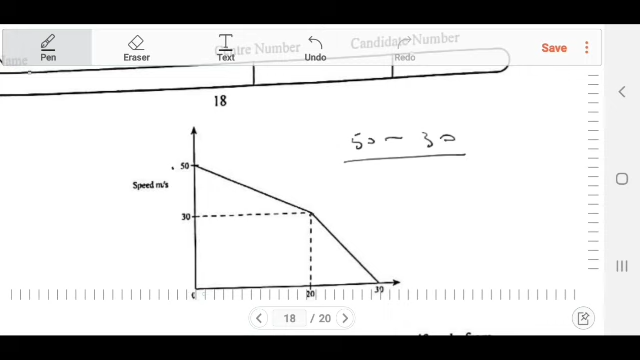 Pen
Eraser
Text
Undo
Redo
Save
Name
Centre Number
Candidate Number
18
50 - 30
50
Speed m/s
30
0
20
30
18 / 20